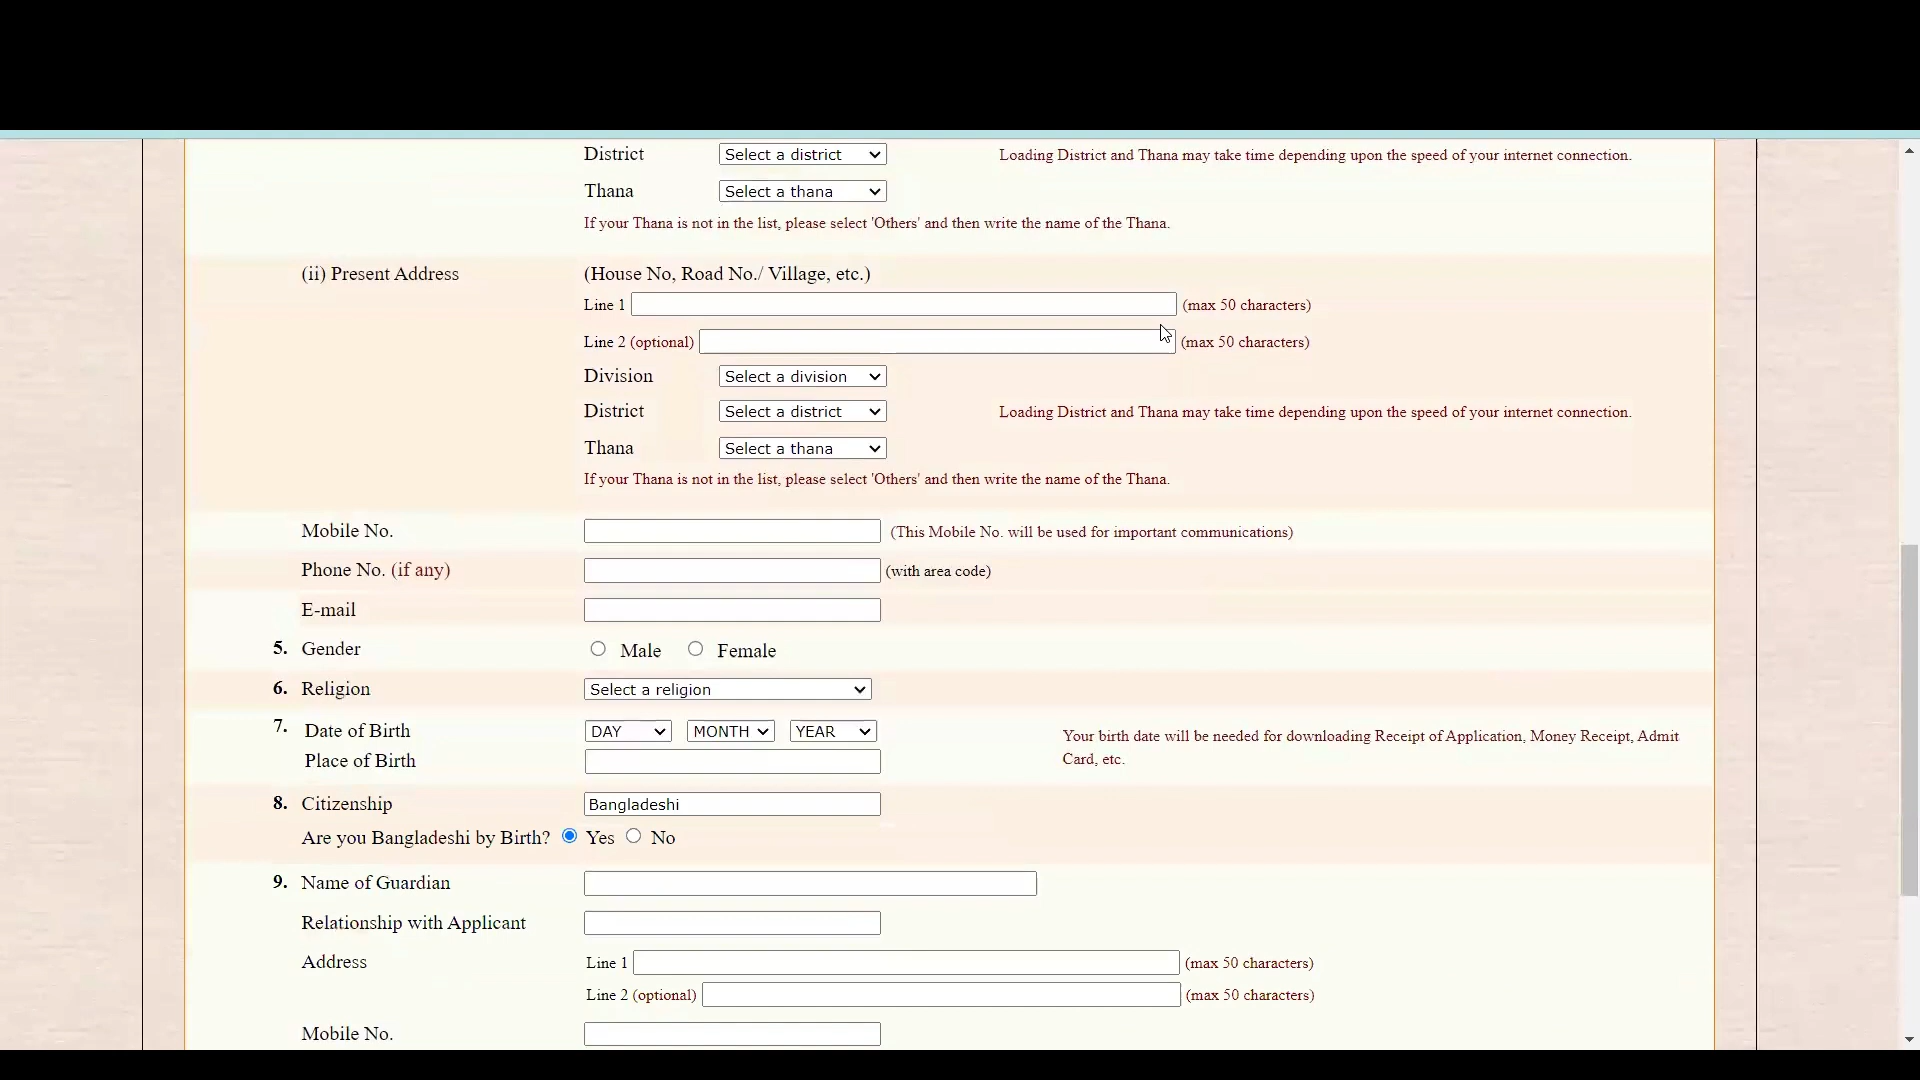 District Select a district Loading District and Thana may take time depending upon the speed of your internet connection.
Thana Select a thana
If your Thana is not in the list, please select 'Others' and then write the name of the Thana.
(ii) Present Address (House No, Road No./ Village, etc.)
Line 1 (max 50 characters)
Line 2 (optional) (max 50 characters)
Division Select a division
District Select a district Loading District and Thana may take time depending upon the speed of your internet connection.
Thana Select a thana
If your Thana is not in the list, please select 'Others' and then write the name of the Thana.
Mobile No. (This Mobile No. will be used for important communications)
Phone No. (if any) (with area code)
E-mail
5. Gender Male Female
6. Religion Select a religion
7. Date of Birth DAY MONTH YEAR Your birth date will be needed for downloading Receipt of Application, Money Receipt, Admit
Card, etc.
Place of Birth
8. Citizenship Bangladeshi
Are you Bangladeshi by Birth? Yes No
9. Name of Guardian
Relationship with Applicant
Address Line 1 (max 50 characters)
Line 2 (optional) (max 50 characters)
Mobile No.